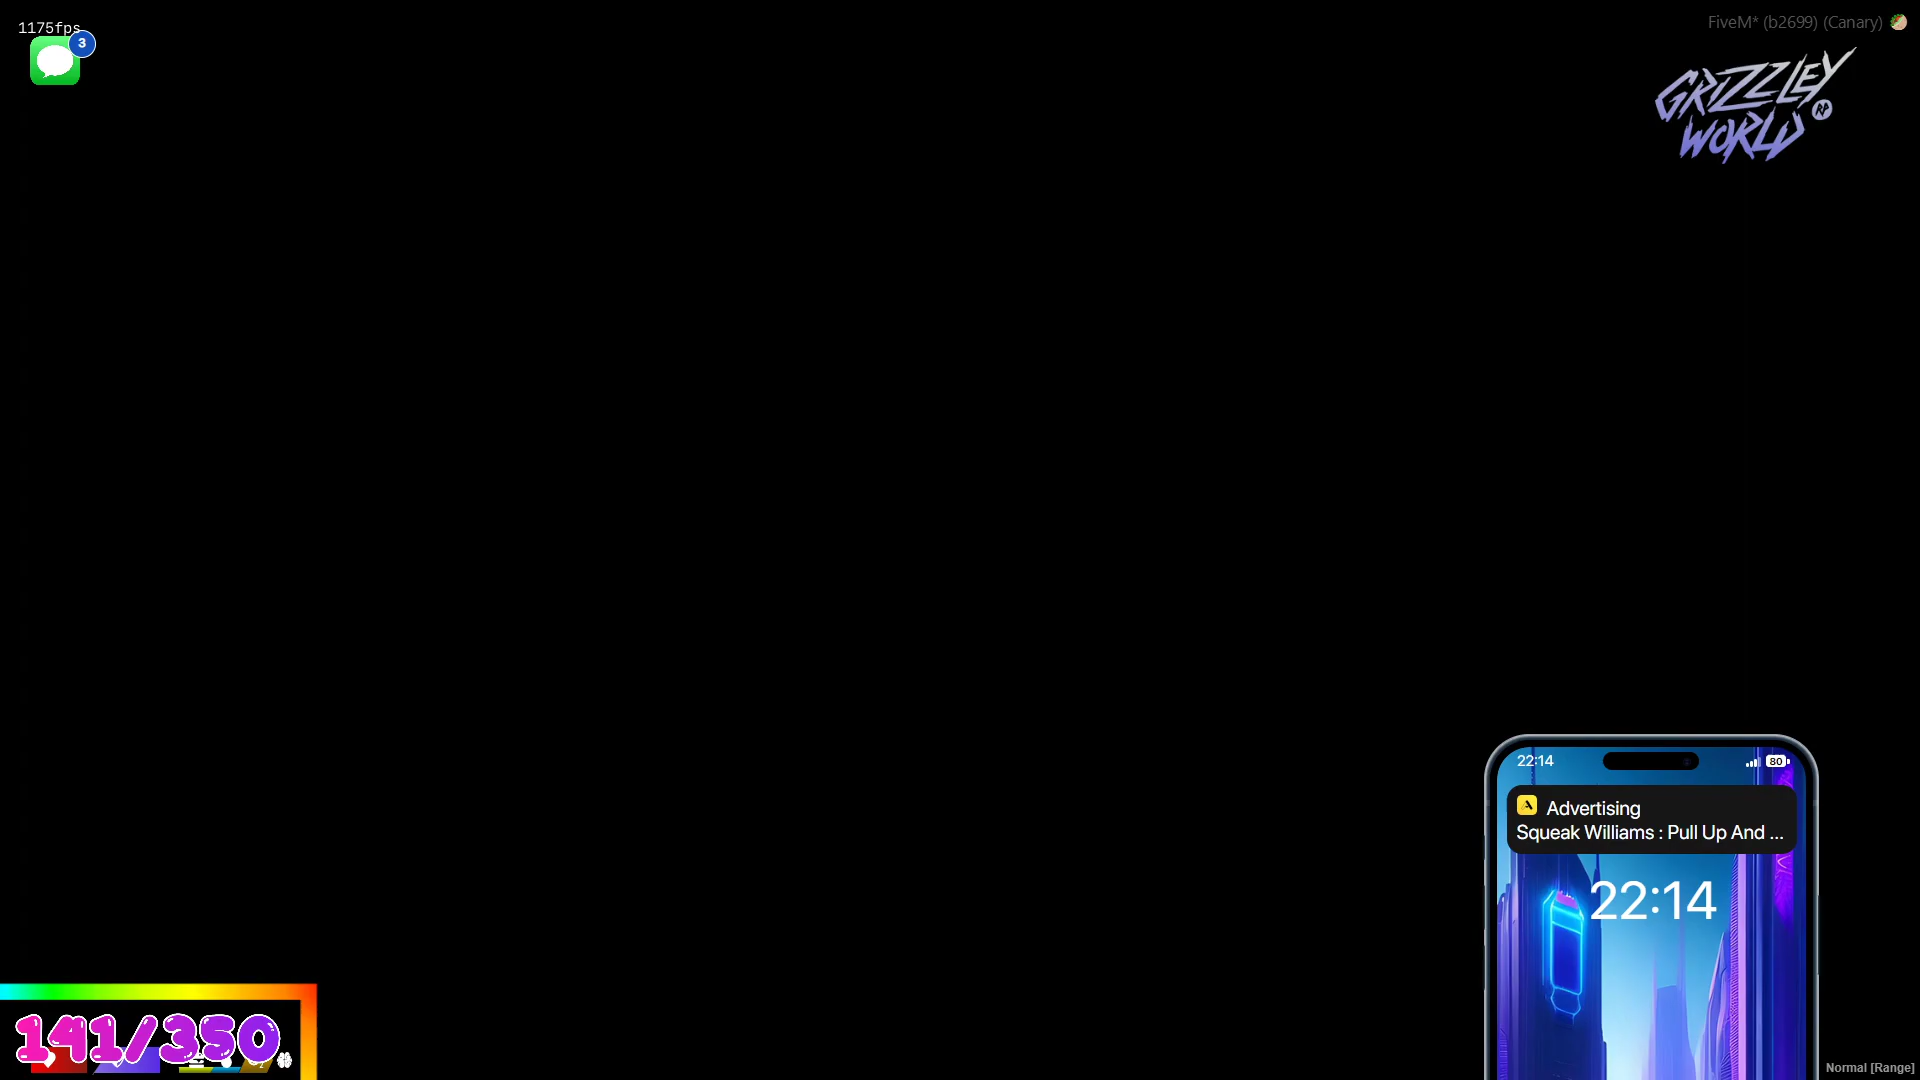 1175fps
3
FiveM* (b2699) (Canary)
GRIZZLEY
WORLD RP
22:14
80
Advertising
Squeak Williams : Pull Up And ...
22:14
141/350
Normal [Range]